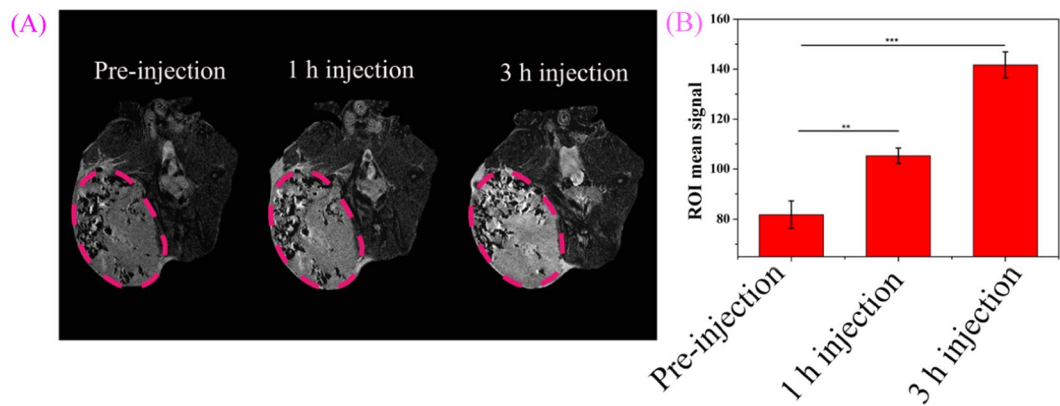 (A)
Pre-injection
1 h injection
3 h injection
(B)
ROI mean signal
160
140
120
100
80
***
**
Pre-injection
1 h injection
3 h injection